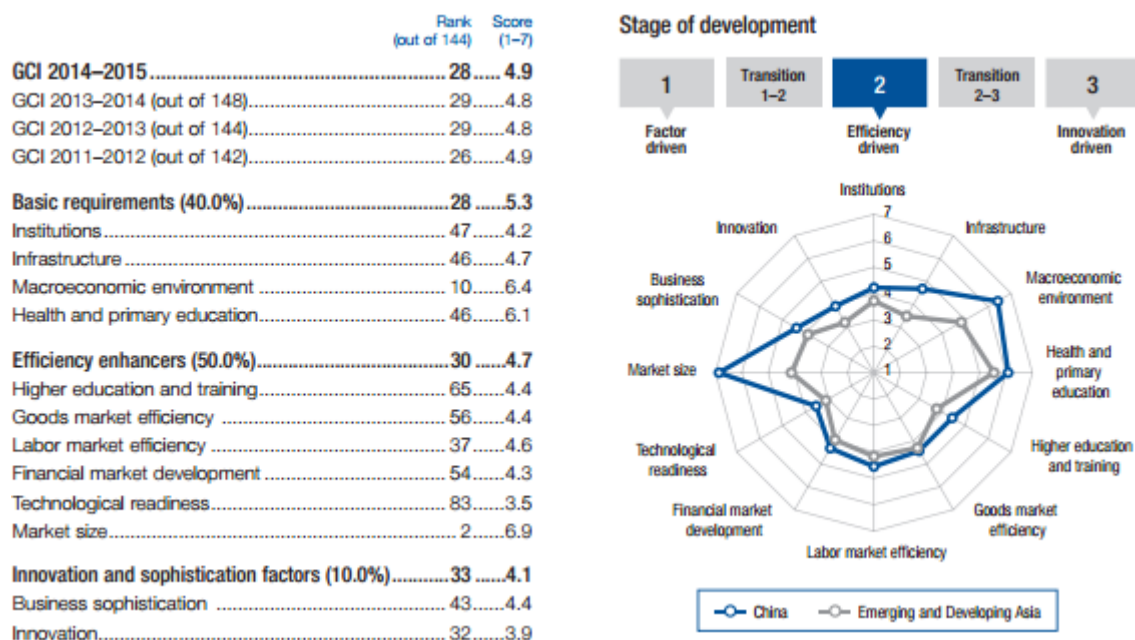 Rank Score
(out of 144) (1–7)
GCI 2014–2015 ........ 28 ..... 4.9
GCI 2013–2014 (out of 148) ........ 29 ......4.8
GCI 2012–2013 (out of 144) ........ 29 ......4.8
GCI 2011–2012 (out of 142) ........ 26 ......4.9
Basic requirements (40.0%) ........ 28 ......5.3
Institutions ........ 47 .....4.2
Infrastructure ........ 46 .....4.7
Macroeconomic environment ........ 10 .....6.4
Health and primary education ........ 46 .....6.1
Efficiency enhancers (50.0%) ........ 30 .....4.7
Higher education and training ........ 65 .....4.4
Goods market efficiency ........ 56 .....4.4
Labor market efficiency ........ 37 .....4.6
Financial market development ........ 54 .....4.3
Technological readiness ........ 83 .....3.5
Market size ........ 2 .....6.9
Innovation and sophistication factors (10.0%) ........ 33 .....4.1
Business sophistication ........ 43 .....4.4
Innovation ........ 32 .....3.9
Stage of development
1 Transition 2 Transition 3
1–2 2–3
Factor Efficiency Innovation
driven driven driven
Institutions
7
6
5
4
3
2
1
Infrastructure
Macroeconomic
environment
Health and
primary
education
Higher education
and training
Goods market
efficiency
Labor market efficiency
Financial market
development
Technological
readiness
Market size
Business
sophistication
Innovation
China Emerging and Developing Asia